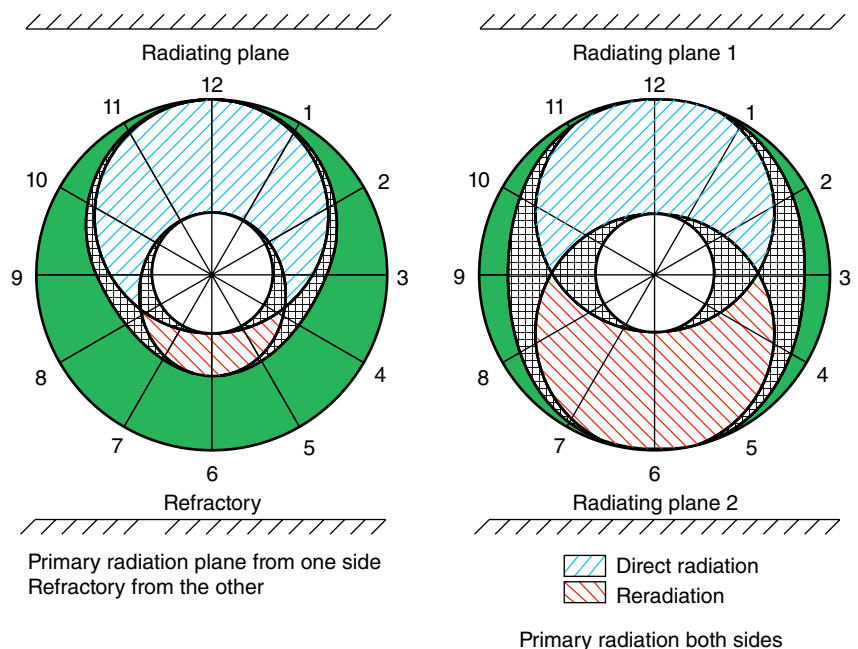 Radiating plane
12
11
1
10
2
9
3
8
4
7
5
6
Refractory
Primary radiation plane from one side
Refractory from the other
Radiating plane 1
12
11
1
10
2
9
3
8
4
7
5
6
Radiating plane 2
Direct radiation
Reradiation
Primary radiation both sides